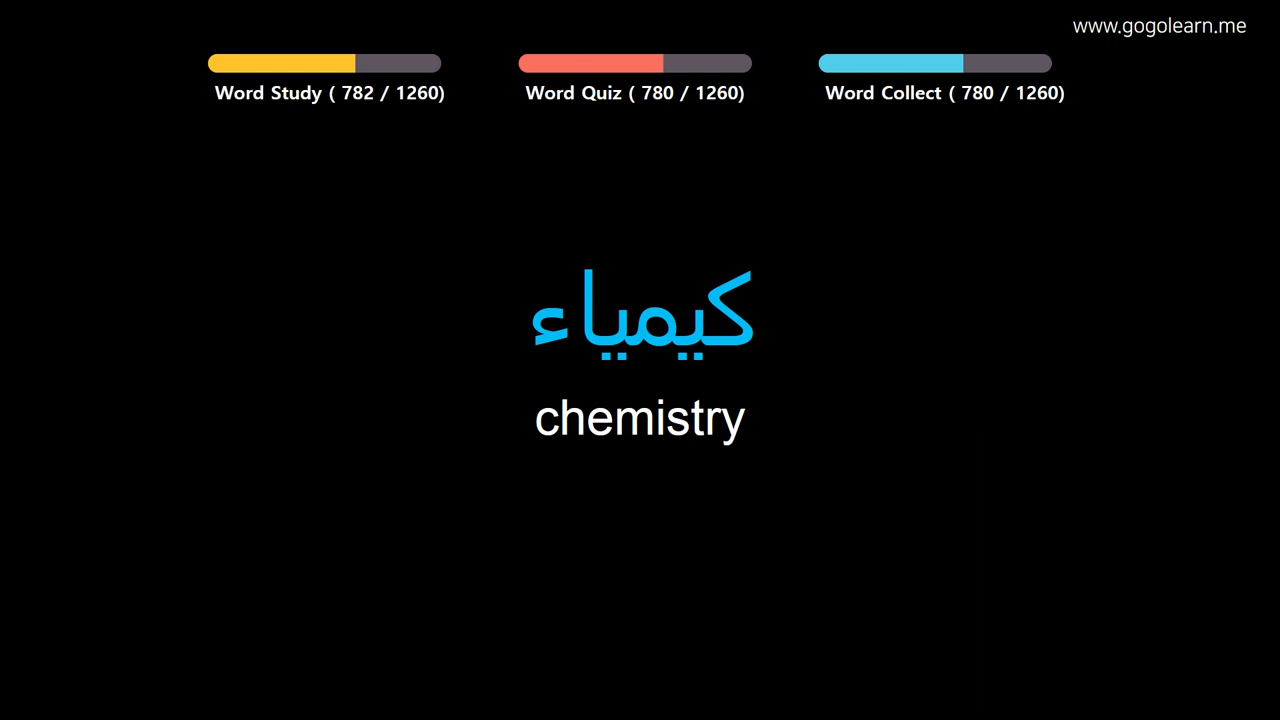 www.gogolearn.me
Word Study ( 782 / 1260) Word Quiz ( 780 / 1260) Word Collect ( 780 / 1260)
كيمياء
chemistry